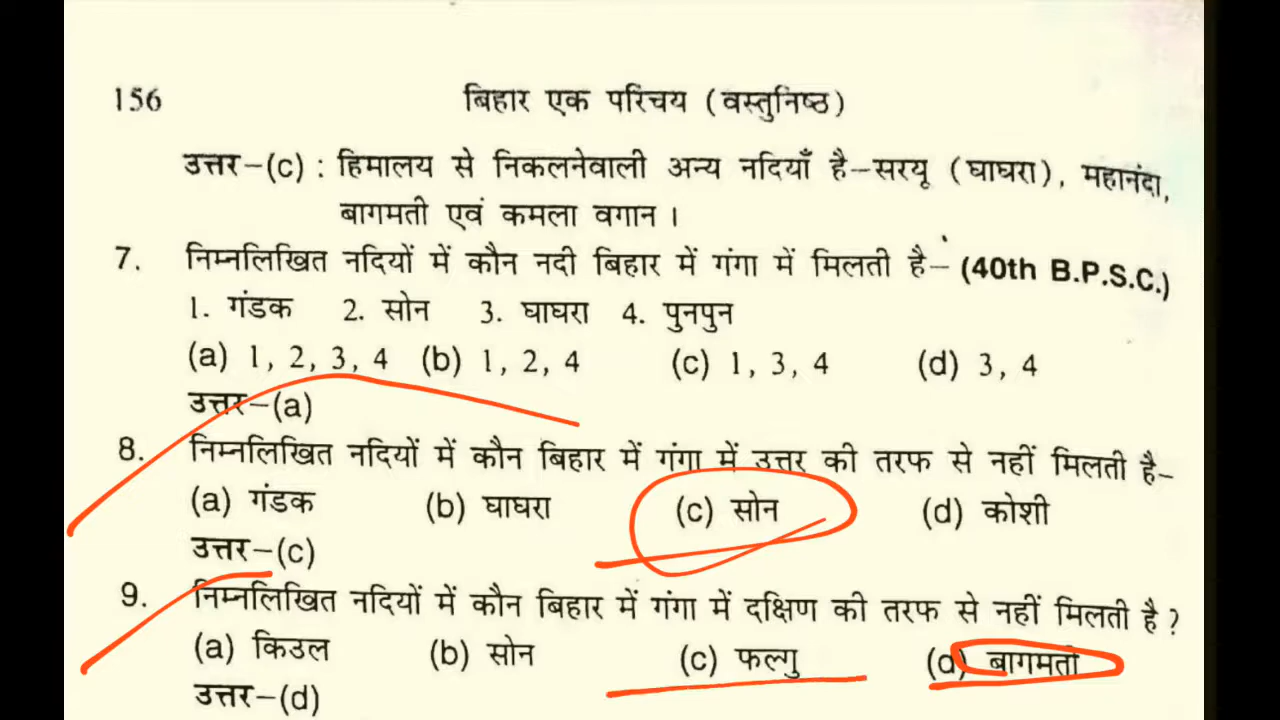 156 बिहार एक परिचय (वस्तुनिष्ठ)
उत्तर–(c) : हिमालय से निकलनेवाली अन्य नदियाँ है–सरयू (घाघरा), महानंदा,
बागमती एवं कमला वगान ।
7. निम्नलिखित नदियों में कौन नदी बिहार में गंगा में मिलती है– (40th B.P.S.C.)
1. गंडक 2. सोन 3. घाघरा 4. पुनपुन
(a) 1, 2, 3, 4 (b) 1, 2, 4 (c) 1, 3, 4 (d) 3, 4
उत्तर–(a)
8. निम्नलिखित नदियों में कौन बिहार में गंगा में उत्तर की तरफ से नहीं मिलती है–
(a) गंडक (b) घाघरा (c) सोन (d) कोशी
उत्तर–(c)
9. निम्नलिखित नदियों में कौन बिहार में गंगा में दक्षिण की तरफ से नहीं मिलती है ?
(a) किउल (b) सोन (c) फल्गु (d) बागमती
उत्तर–(d)